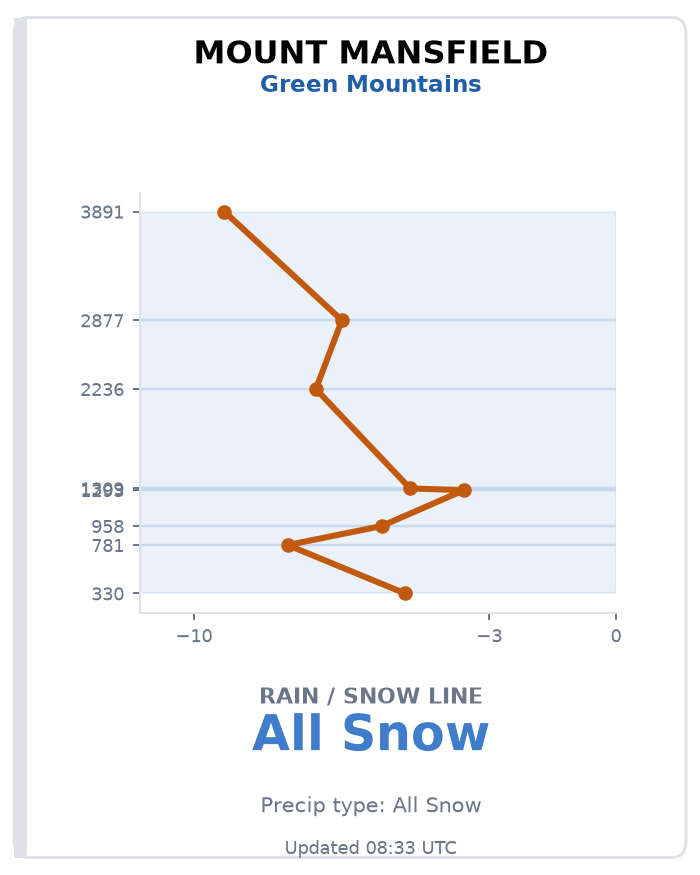 MOUNT MANSFIELD
Green Mountains
3891
2877
2236
958
781
330
−10
−3
0
RAIN / SNOW LINE
All Snow
Precip type: All Snow
Updated 08:33 UTC